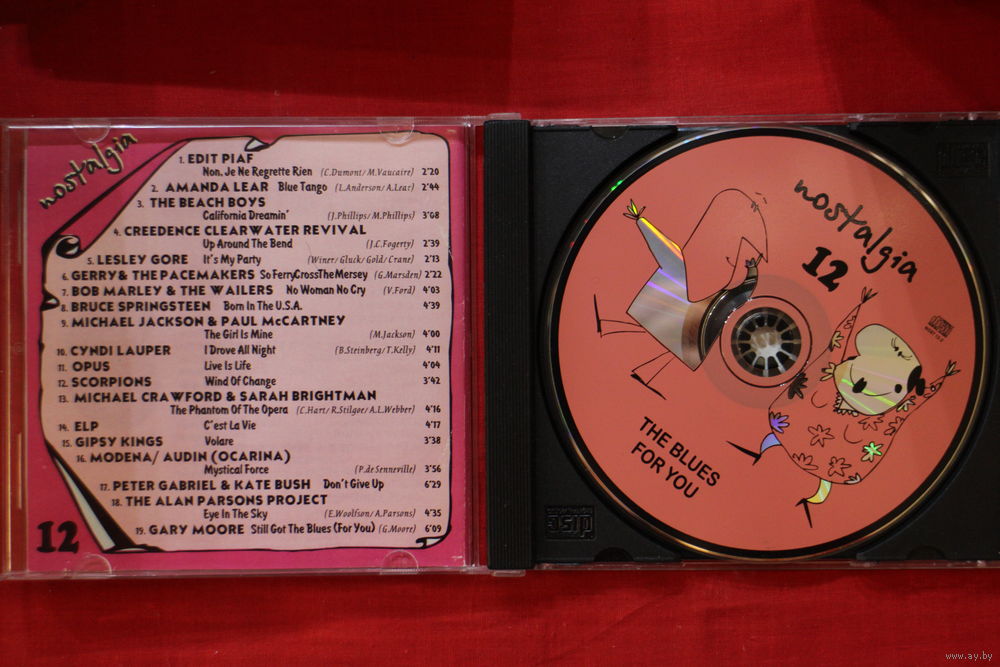 nostalgia
1. EDIT PIAF
Non, Je Ne Regrette Rien (C.Dumont/M.Vaucaire) 2'20
2. AMANDA LEAR Blue Tango (L.Anderson/A.Lear) 2'44
3. THE BEACH BOYS
California Dreamin' (J.Phillips/M.Phillips) 3'08
4. CREEDENCE CLEARWATER REVIVAL
Up Around The Bend (J.C.Fogerty) 2'39
5. LESLEY GORE It's My Party (Winer/Gluck/Gold/Crane) 2'13
6. GERRY & THE PACEMAKERS So FerryCrossTheMersey (G.Marsden) 2'22
7. BOB MARLEY & THE WAILERS No Woman No Cry (V.Ford) 4'03
8. BRUCE SPRINGSTEEN Born In The U.S.A. 4'39
9. MICHAEL JACKSON & PAUL McCARTNEY
The Girl Is Mine (M.Jackson) 4'00
10. CYNDI LAUPER I Drove All Night (B.Steinberg/T.Kelly) 4'11
11. OPUS Live Is Life 4'04
12. SCORPIONS Wind Of Change 3'42
13. MICHAEL CRAWFORD & SARAH BRIGHTMAN
The Phantom Of The Opera (C.Hart/R.Stilgoe/A.L.Webber) 4'16
14. ELP C'est La Vie 4'17
15. GIPSY KINGS Volare 3'38
16. MODENA/ AUDIN (OCARINA)
Mystical Force (P.de Senneville) 3'56
17. PETER GABRIEL & KATE BUSH Don't Give Up 6'29
18. THE ALAN PARSONS PROJECT
Eye In The Sky (E.Woolfson/A.Parsons) 4'35
19. GARY MOORE Still Got The Blues (For You) (G.Moore) 6'09
12
nostalgia
12
THE BLUES
FOR YOU
disc
www.ay.by